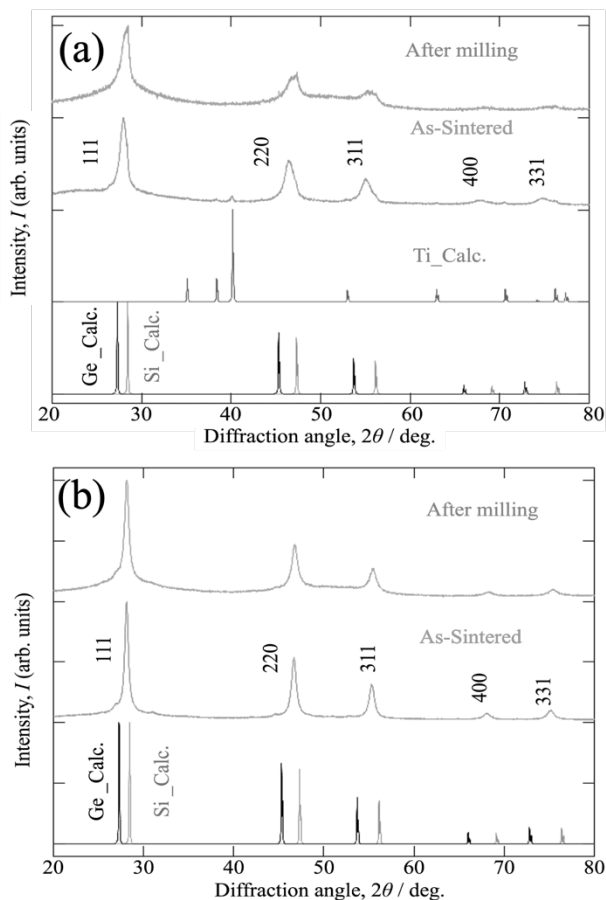 (a)
After milling
As-Sintered
111
220
311
400
331
Ti_Calc.
Ge_Calc.
Si_Calc.
Intensity, I (arb. units)
20 30 40 50 60 70 80
Diffraction angle, 2θ / deg.
(b)
After milling
As-Sintered
111
220
311
400
331
Ge_Calc.
Si_Calc.
Intensity, I (arb. units)
20 30 40 50 60 70 80
Diffraction angle, 2θ / deg.